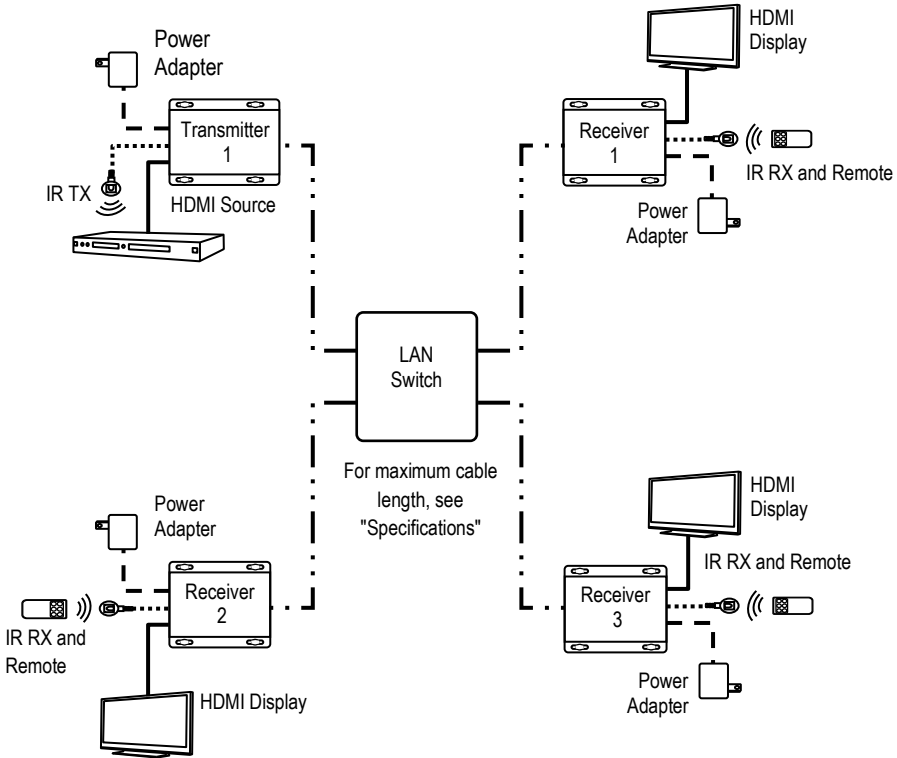 Power
Adapter
Transmitter
1
IR TX
HDMI Source
HDMI
Display
Receiver
1
IR RX and Remote
Power
Adapter
LAN
Switch
For maximum cable
length, see
"Specifications"
Power
Adapter
Receiver
2
IR RX and
Remote
HDMI Display
HDMI
Display
IR RX and Remote
Receiver
3
Power
Adapter